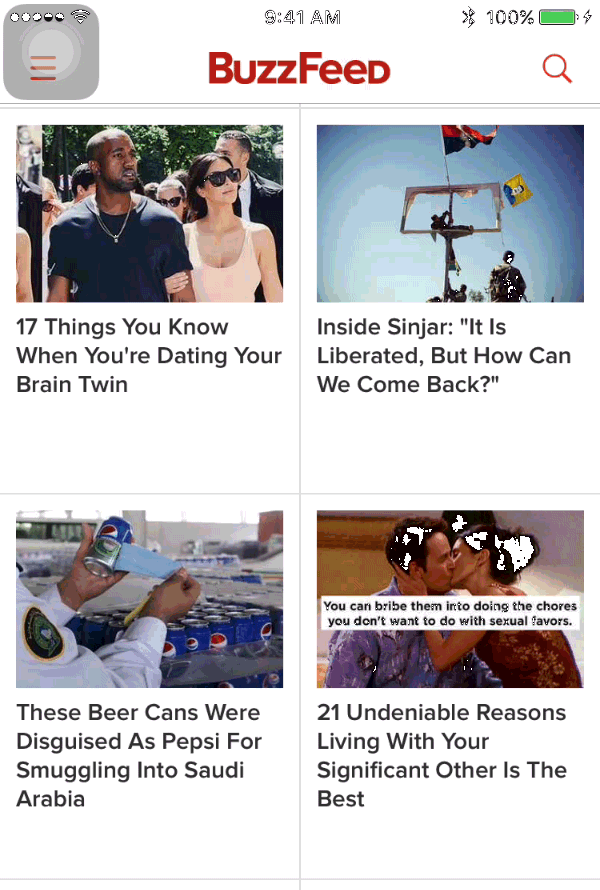 9:41 AM
100%
BuzzFeed
17 Things You Know
When You're Dating Your
Brain Twin
Inside Sinjar: "It Is
Liberated, But How Can
We Come Back?"
You can bribe them into doing the chores
you don't want to do with sexual favors.
These Beer Cans Were
Disguised As Pepsi For
Smuggling Into Saudi
Arabia
21 Undeniable Reasons
Living With Your
Significant Other Is The
Best